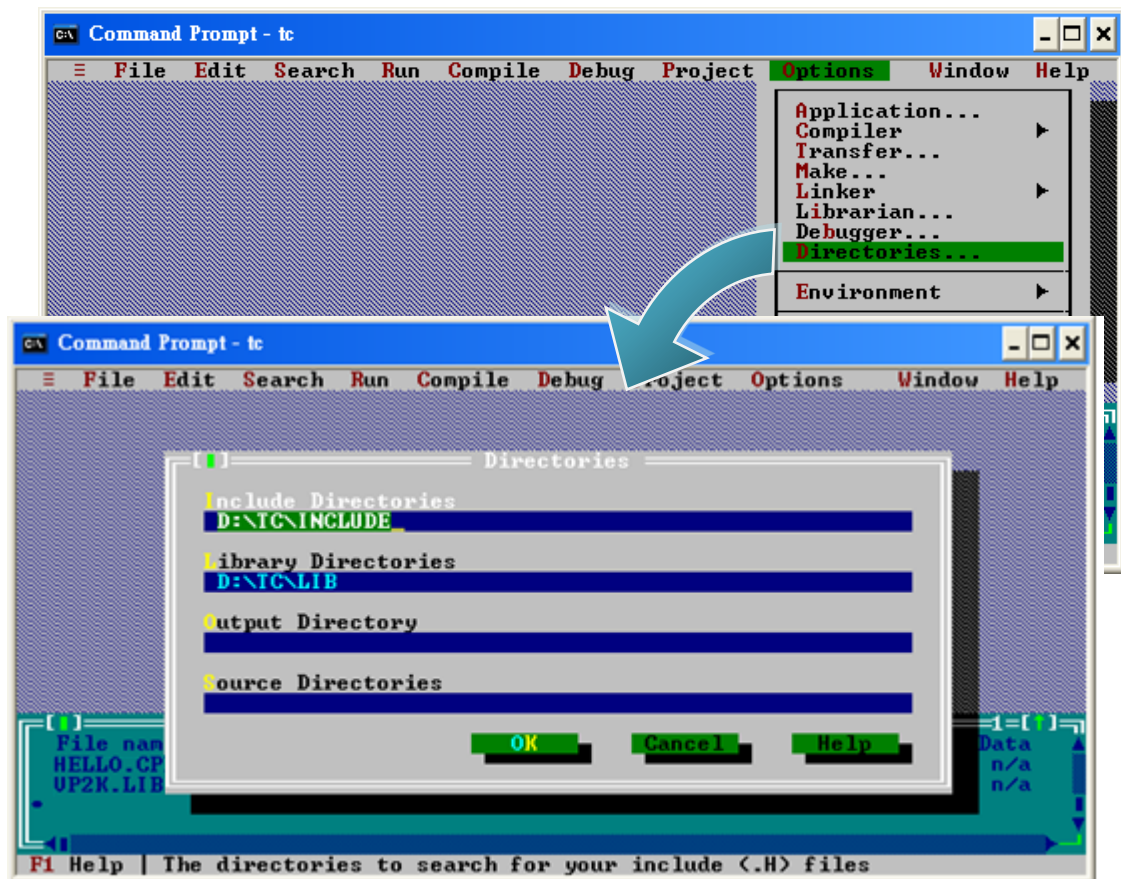 Command Prompt - tc
≡ File Edit Search Run Compile Debug Project Options Window Help
Application...
Compiler ►
Transfer...
Make...
Linker ►
Librarian...
Debugger...
Directories...
Environment ►
Command Prompt - tc
≡ File Edit Search Run Compile Debug Project Options Window Help
Directories
Include Directories
D:\TC\INCLUDE
Library Directories
D:\TC\LIB
Output Directory
Source Directories
OK Cancel Help
1=[↑]
File nam Data
HELLO.CP n/a
VP2K.LIB n/a
F1 Help | The directories to search for your include (.H) files